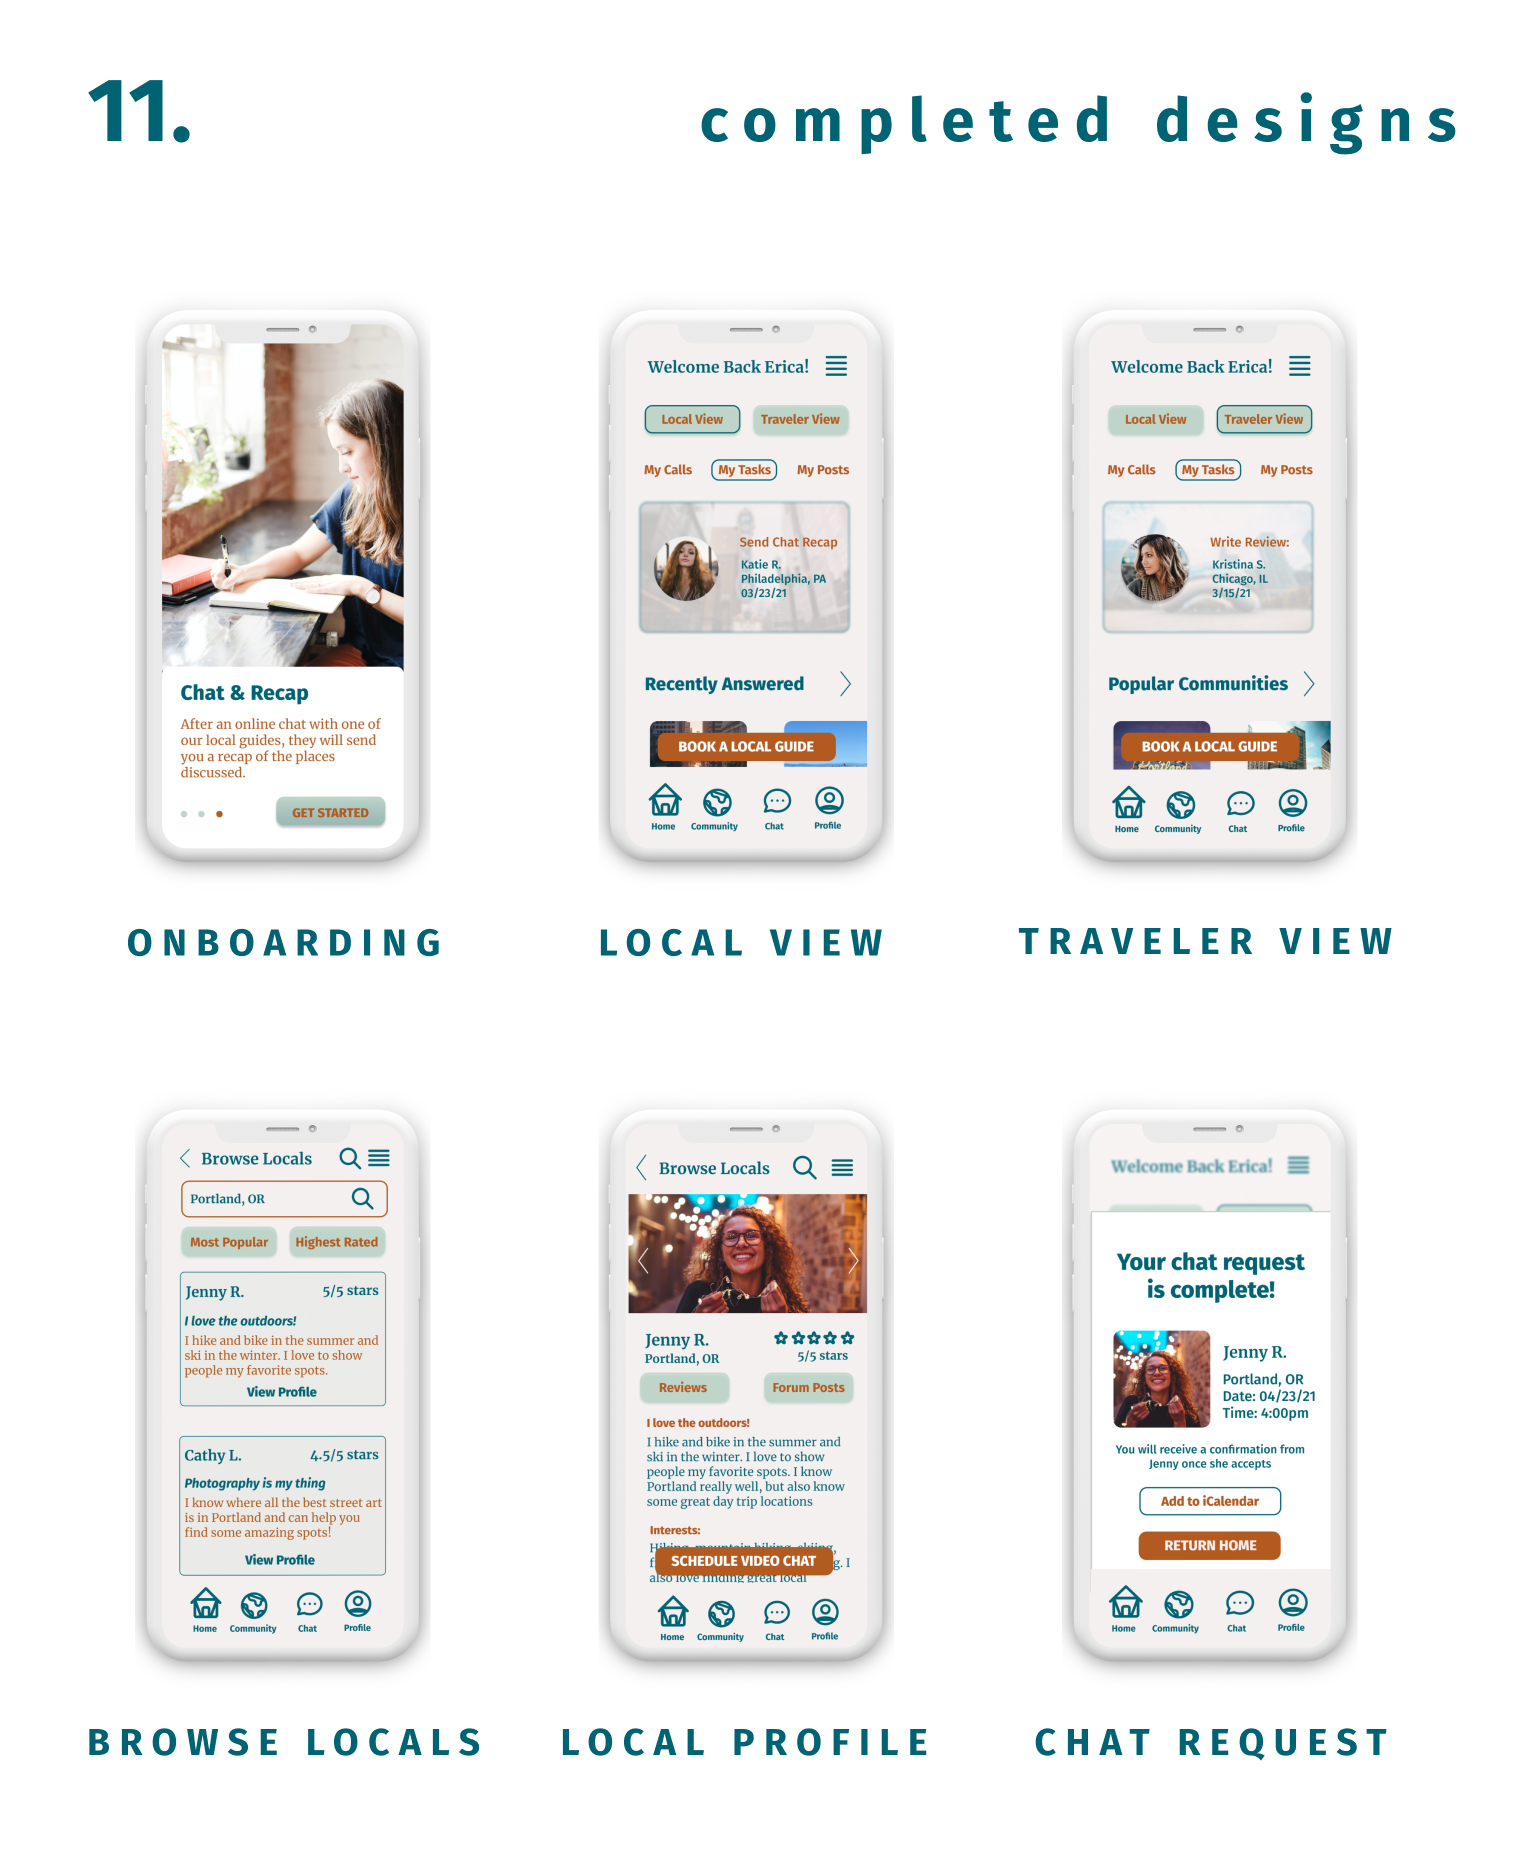 11.
completed designs
Chat & Recap
After an online chat with one of
our local guides, they will send
you a recap of the places
discussed.
GET STARTED
ONBOARDING
Welcome Back Erica!
Local View
Traveler View
My Calls
My Tasks
My Posts
Send Chat Recap
Katie R.
Philadelphia, PA
03/23/21
Recently Answered
BOOK A LOCAL GUIDE
Home
Community
Chat
Profile
LOCAL VIEW
Welcome Back Erica!
Local View
Traveler View
My Calls
My Tasks
My Posts
Write Review:
Kristina S.
Chicago, IL
3/15/21
Popular Communities
BOOK A LOCAL GUIDE
Portland
Home
Community
Chat
Profile
TRAVELER VIEW
Browse Locals
Portland, OR
Most Popular
Highest Rated
Jenny R.
5/5 stars
I love the outdoors!
I hike and bike in the summer and
ski in the winter. I love to show
people my favorite spots.
View Profile
Cathy L.
4.5/5 stars
Photography is my thing
I know where all the best street art
is in Portland and can help you
find some amazing spots!
View Profile
Home
Community
Chat
Profile
BROWSE LOCALS
Browse Locals
Jenny R.
Portland, OR
5/5 stars
Reviews
Forum Posts
I love the outdoors!
I hike and bike in the summer and
ski in the winter. I love to show
people my favorite spots. I know
Portland really well, but also know
some great day trip locations
Interests:
Hiking, mountain biking, skiing,
g. I
SCHEDULE VIDEO CHAT
also love finding great local
Home
Community
Chat
Profile
LOCAL PROFILE
Welcome Back Erica!
Your chat request
is complete!
Jenny R.
Portland, OR
Date: 04/23/21
Time: 4:00pm
You will receive a confirmation from
Jenny once she accepts
Add to iCalendar
RETURN HOME
Home
Community
Chat
Profile
CHAT REQUEST